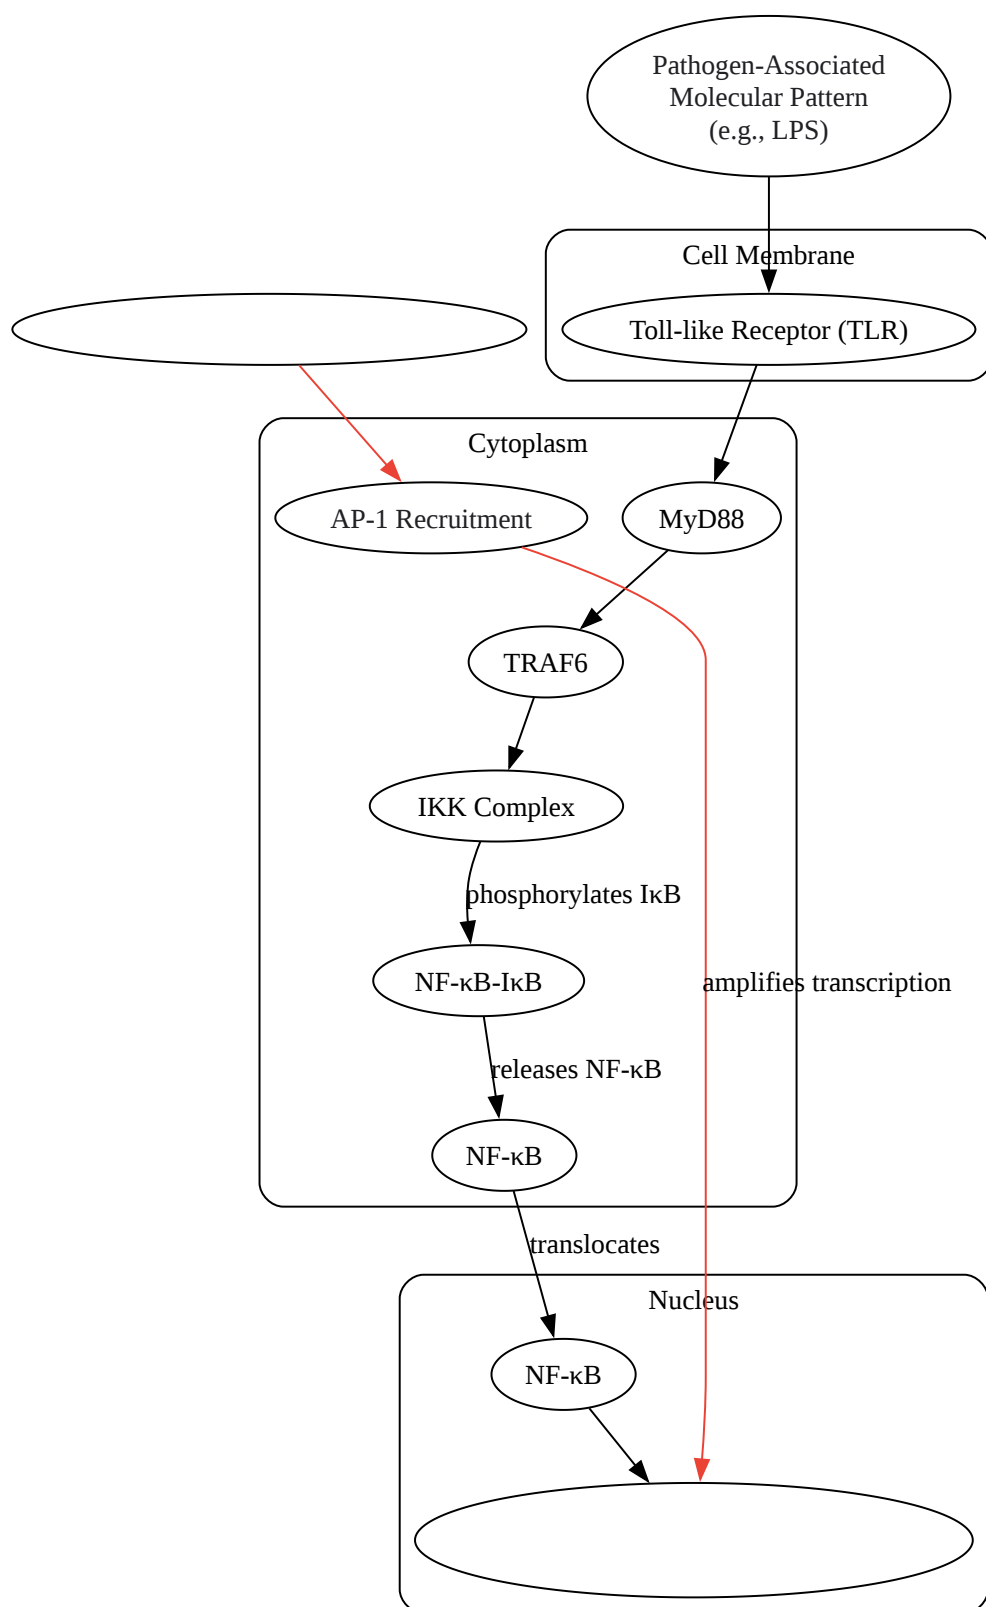 Pathogen-Associated
Molecular Pattern
(e.g., LPS)
Cell Membrane
Toll-like Receptor (TLR)
Cytoplasm
AP-1 Recruitment
MyD88
TRAF6
IKK Complex
phosphorylates IκB
NF-κB-IκB
amplifies transcription
releases NF-κB
NF-κB
translocates
Nucleus
NF-κB